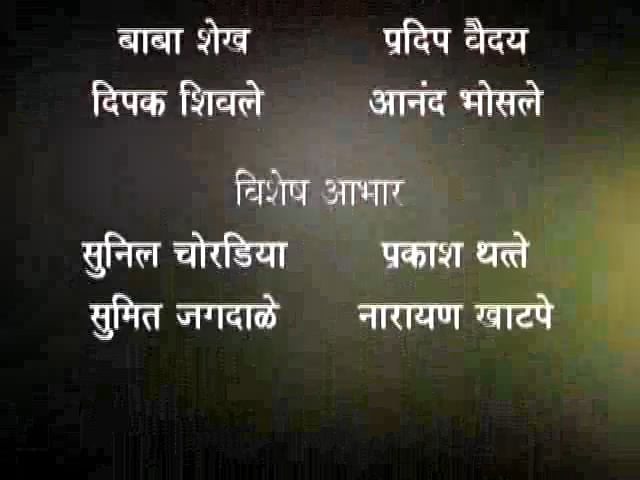 बाबा शेख प्रदिप वैदय
दिपक शिवले आनंद भोसले
विशेष आभार
सुनिल चोरडिया प्रकाश थत्ते
सुमित जगदाळे नारायण खाटपे